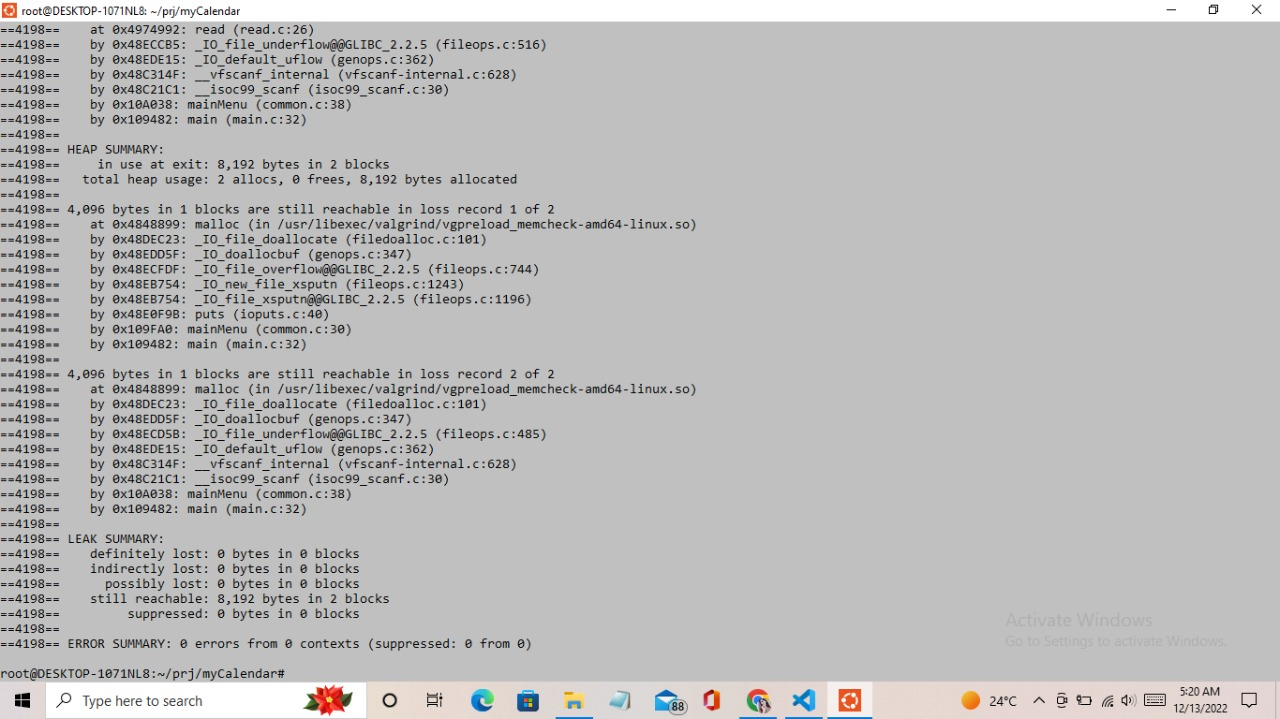 root@DESKTOP-1071NL8: ~/prj/myCalendar
==4198==    at 0x4974992: read (read.c:26)
==4198==    by 0x48ECCB5: _IO_file_underflow@@GLIBC_2.2.5 (fileops.c:516)
==4198==    by 0x48EDE15: _IO_default_uflow (genops.c:362)
==4198==    by 0x48C314F: __vfscanf_internal (vfscanf-internal.c:628)
==4198==    by 0x48C21C1: __isoc99_scanf (isoc99_scanf.c:30)
==4198==    by 0x10A038: mainMenu (common.c:38)
==4198==    by 0x109482: main (main.c:32)
==4198==
==4198== HEAP SUMMARY:
==4198==     in use at exit: 8,192 bytes in 2 blocks
==4198==   total heap usage: 2 allocs, 0 frees, 8,192 bytes allocated
==4198==
==4198== 4,096 bytes in 1 blocks are still reachable in loss record 1 of 2
==4198==    at 0x4848899: malloc (in /usr/libexec/valgrind/vgpreload_memcheck-amd64-linux.so)
==4198==    by 0x48DEC23: _IO_file_doallocate (filedoalloc.c:101)
==4198==    by 0x48EDD5F: _IO_doallocbuf (genops.c:347)
==4198==    by 0x48ECFDF: _IO_file_overflow@@GLIBC_2.2.5 (fileops.c:744)
==4198==    by 0x48EB754: _IO_new_file_xsputn (fileops.c:1243)
==4198==    by 0x48EB754: _IO_file_xsputn@@GLIBC_2.2.5 (fileops.c:1196)
==4198==    by 0x48E0F9B: puts (ioputs.c:40)
==4198==    by 0x109FA0: mainMenu (common.c:30)
==4198==    by 0x109482: main (main.c:32)
==4198==
==4198== 4,096 bytes in 1 blocks are still reachable in loss record 2 of 2
==4198==    at 0x4848899: malloc (in /usr/libexec/valgrind/vgpreload_memcheck-amd64-linux.so)
==4198==    by 0x48DEC23: _IO_file_doallocate (filedoalloc.c:101)
==4198==    by 0x48EDD5F: _IO_doallocbuf (genops.c:347)
==4198==    by 0x48ECD5B: _IO_file_underflow@@GLIBC_2.2.5 (fileops.c:485)
==4198==    by 0x48EDE15: _IO_default_uflow (genops.c:362)
==4198==    by 0x48C314F: __vfscanf_internal (vfscanf-internal.c:628)
==4198==    by 0x48C21C1: __isoc99_scanf (isoc99_scanf.c:30)
==4198==    by 0x10A038: mainMenu (common.c:38)
==4198==    by 0x109482: main (main.c:32)
==4198==
==4198== LEAK SUMMARY:
==4198==    definitely lost: 0 bytes in 0 blocks
==4198==    indirectly lost: 0 bytes in 0 blocks
==4198==      possibly lost: 0 bytes in 0 blocks
==4198==    still reachable: 8,192 bytes in 2 blocks
==4198==         suppressed: 0 bytes in 0 blocks
==4198==
==4198== ERROR SUMMARY: 0 errors from 0 contexts (suppressed: 0 from 0)
Activate Windows
Go to Settings to activate Windows.
root@DESKTOP-1071NL8:~/prj/myCalendar#
Type here to search
88
24°C
5:20 AM
12/13/2022